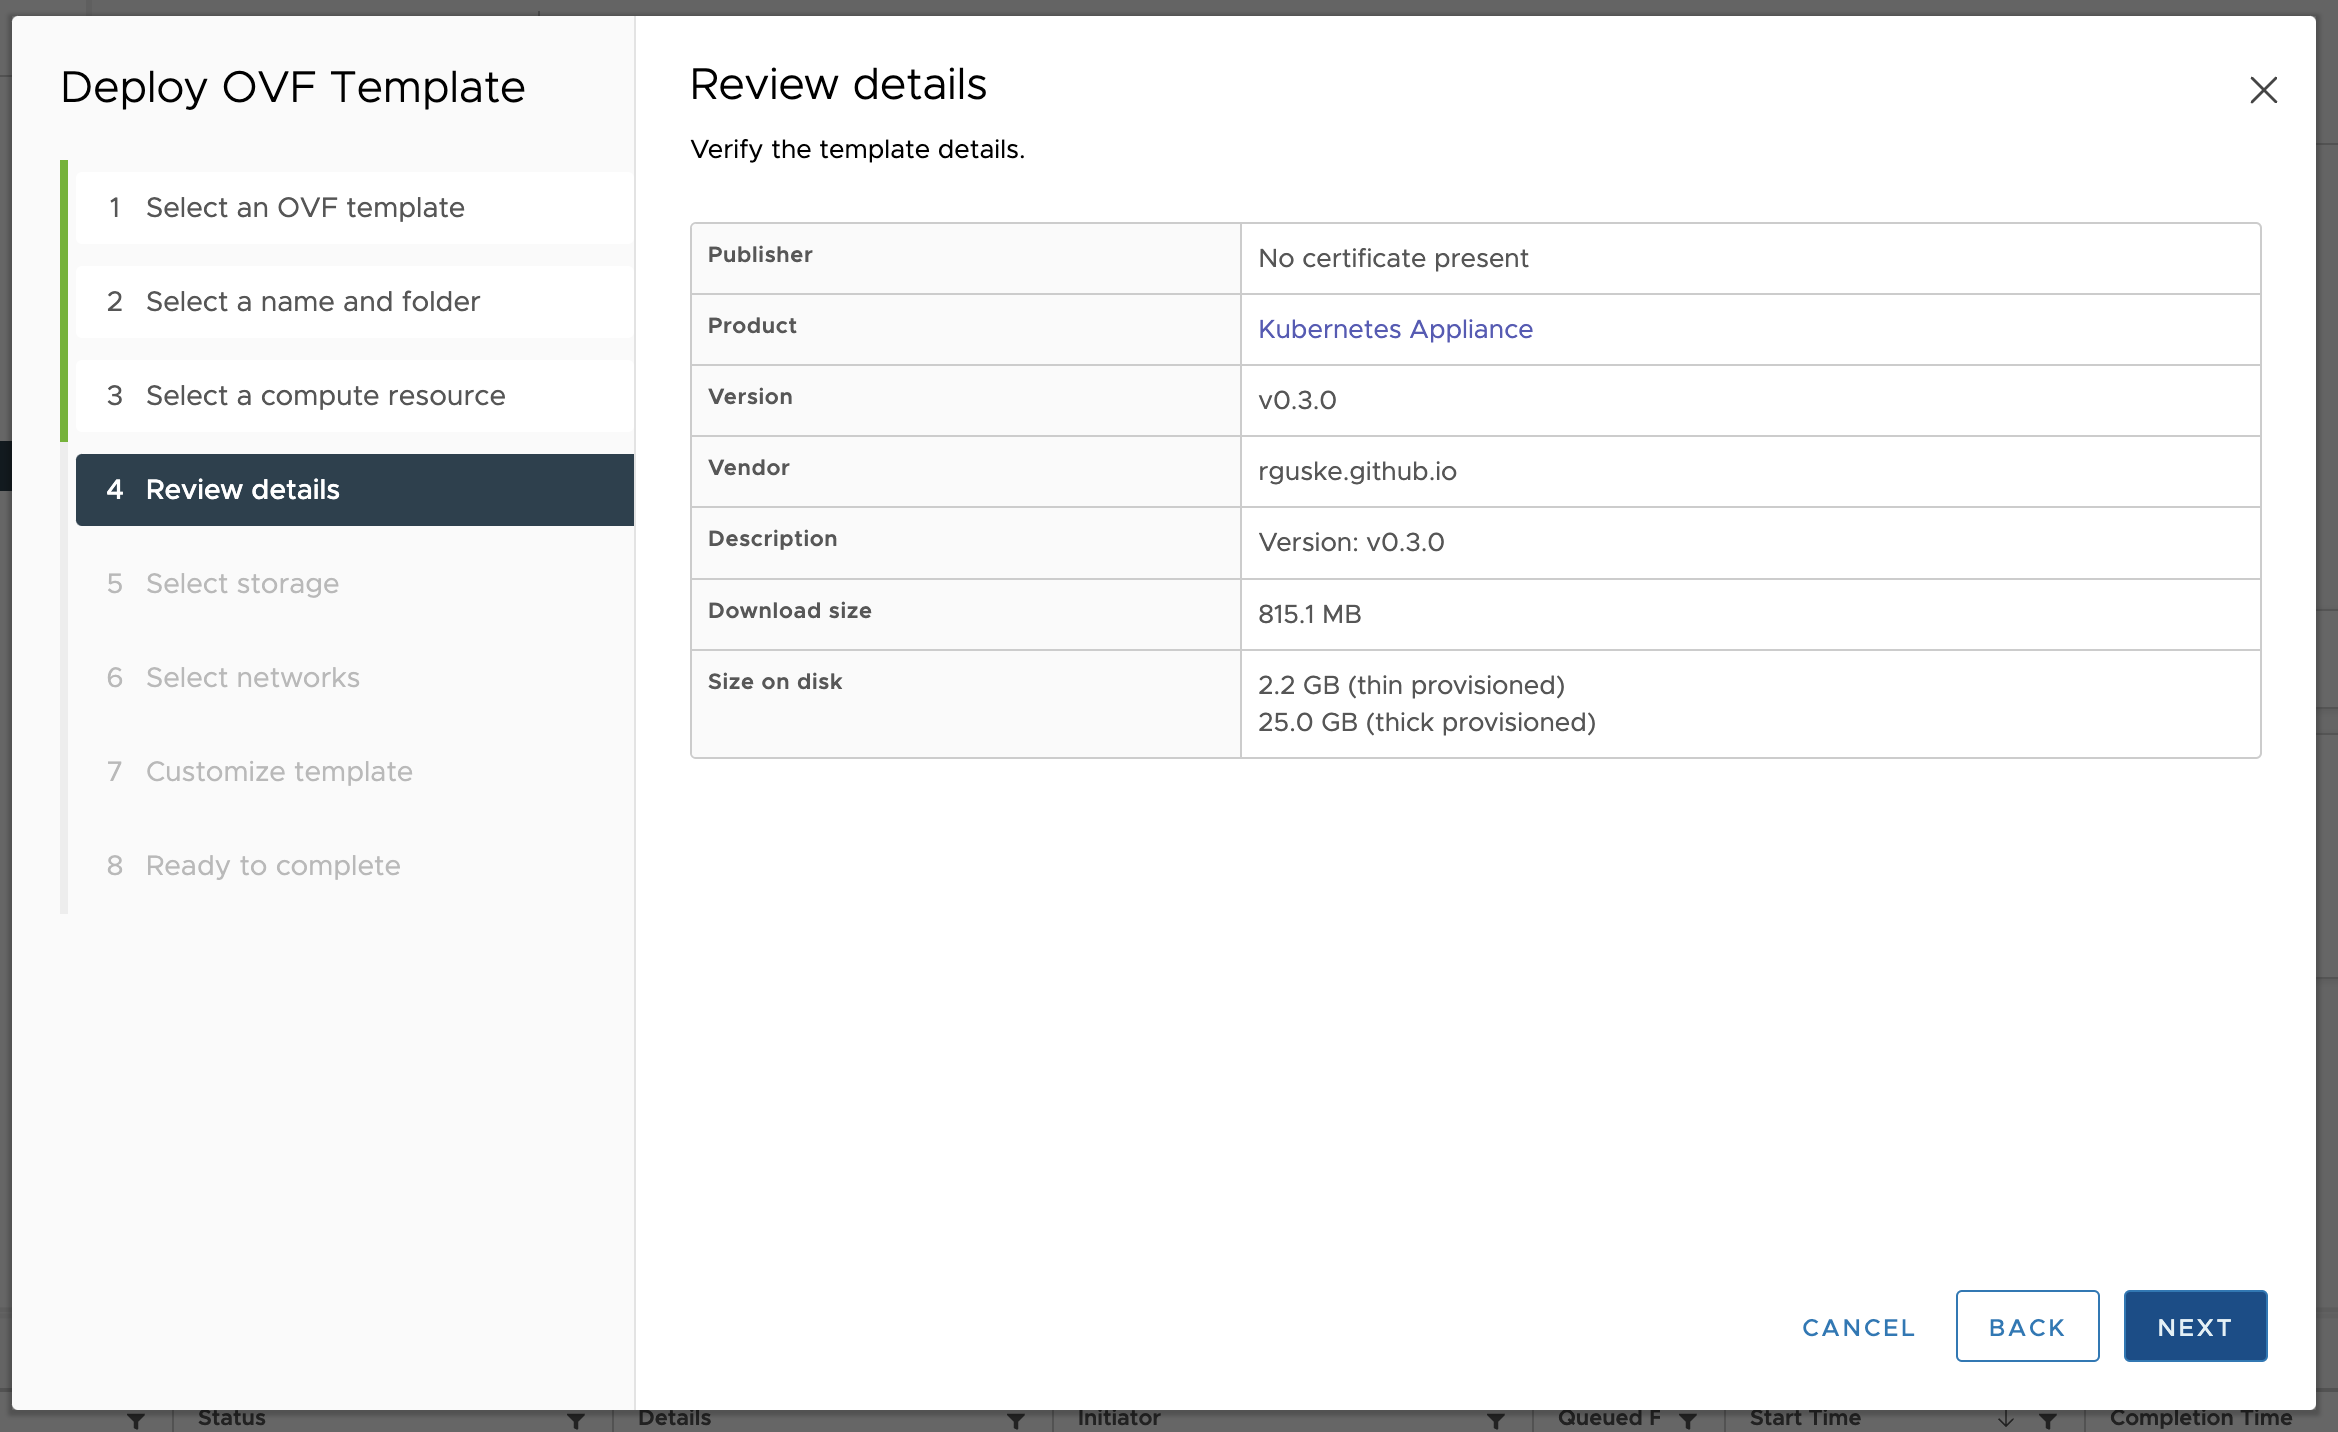 Deploy OVF Template
1 Select an OVF template
2 Select a name and folder
3 Select a compute resource
4 Review details
5 Select storage
6 Select networks
7 Customize template
8 Ready to complete
Review details
Verify the template details.
Publisher No certificate present
Product Kubernetes Appliance
Version v0.3.0
Vendor rguske.github.io
Description Version: v0.3.0
Download size 815.1 MB
Size on disk 2.2 GB (thin provisioned)
25.0 GB (thick provisioned)
CANCEL BACK NEXT
Status Details Initiator Queued F Start Time Completion Time